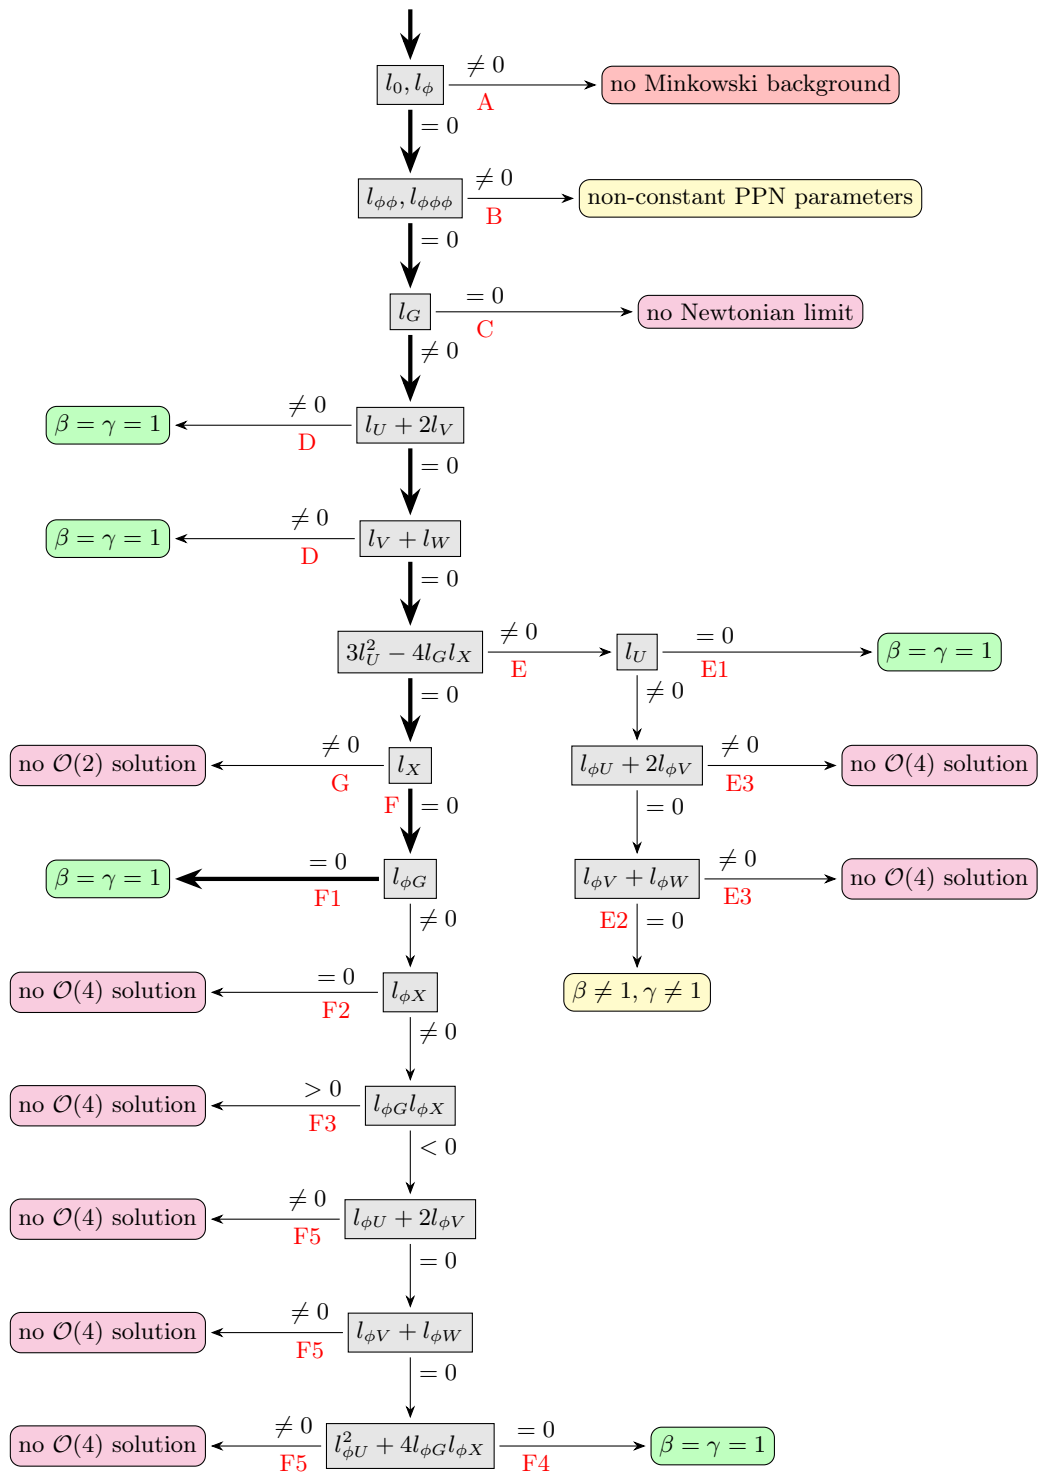 ≠ 0
l₀, l_ϕ
no Minkowski background
A
= 0
≠ 0
l_ϕϕ, l_ϕϕϕ
non-constant PPN parameters
B
= 0
= 0
l_G
no Newtonian limit
C
≠ 0
≠ 0
β = γ = 1
l_U + 2l_V
D
= 0
≠ 0
β = γ = 1
l_V + l_W
D
= 0
≠ 0
= 0
3l_U² − 4l_G l_X
l_U
β = γ = 1
E
E1
= 0
≠ 0
≠ 0
≠ 0
no 𝒪(2) solution
l_X
l_ϕU + 2l_ϕV
no 𝒪(4) solution
G
E3
F
= 0
= 0
= 0
≠ 0
β = γ = 1
l_ϕG
l_ϕV + l_ϕW
no 𝒪(4) solution
F1
E3
≠ 0
E2
= 0
= 0
no 𝒪(4) solution
l_ϕX
β ≠ 1, γ ≠ 1
F2
≠ 0
> 0
no 𝒪(4) solution
l_ϕG l_ϕX
F3
< 0
≠ 0
no 𝒪(4) solution
l_ϕU + 2l_ϕV
F5
= 0
≠ 0
no 𝒪(4) solution
l_ϕV + l_ϕW
F5
= 0
≠ 0
= 0
no 𝒪(4) solution
l_ϕU² + 4l_ϕG l_ϕX
β = γ = 1
F5
F4